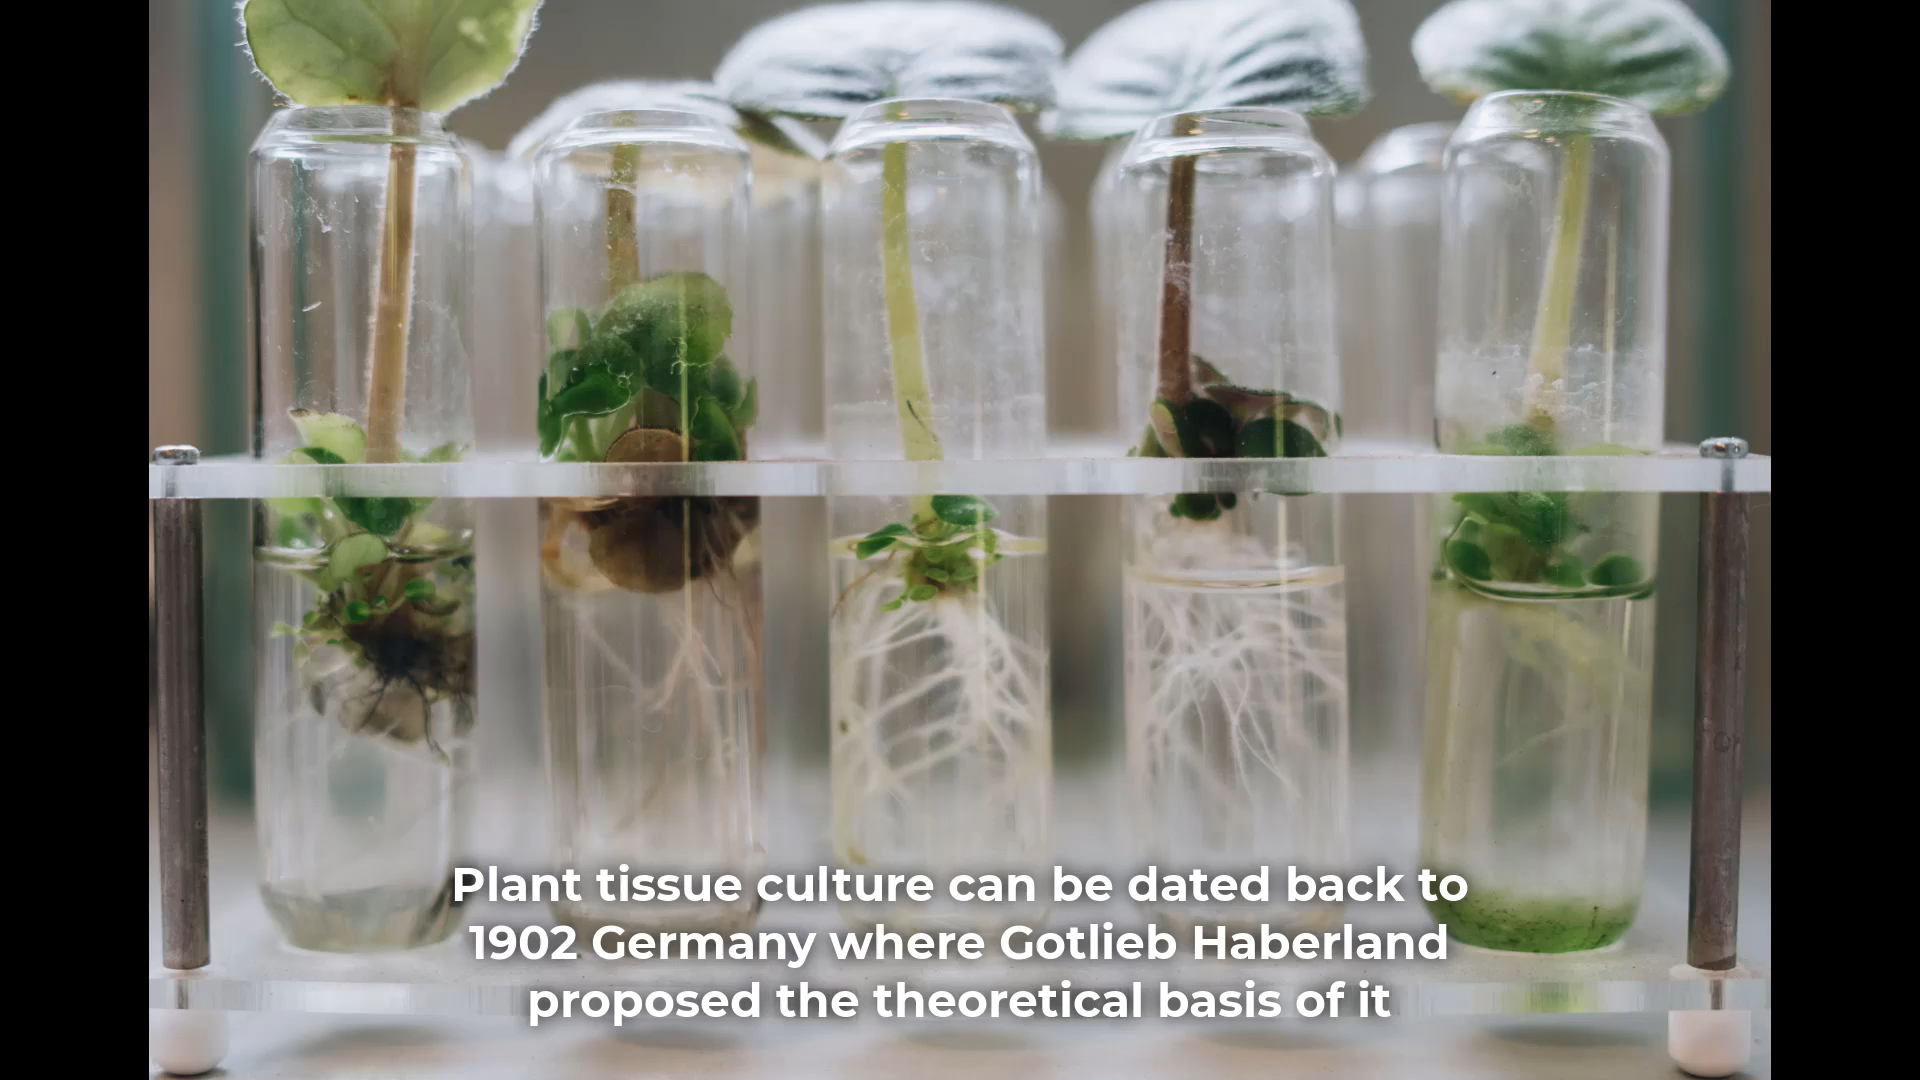 Plant tissue culture can be dated back to
1902 Germany where Gotlieb Haberland
proposed the theoretical basis of it